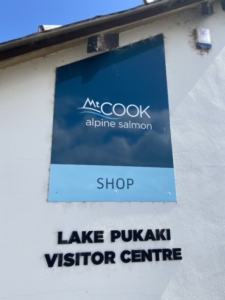 Mt COOK
alpine salmon
SHOP
LAKE PUKAKI
VISITOR CENTRE